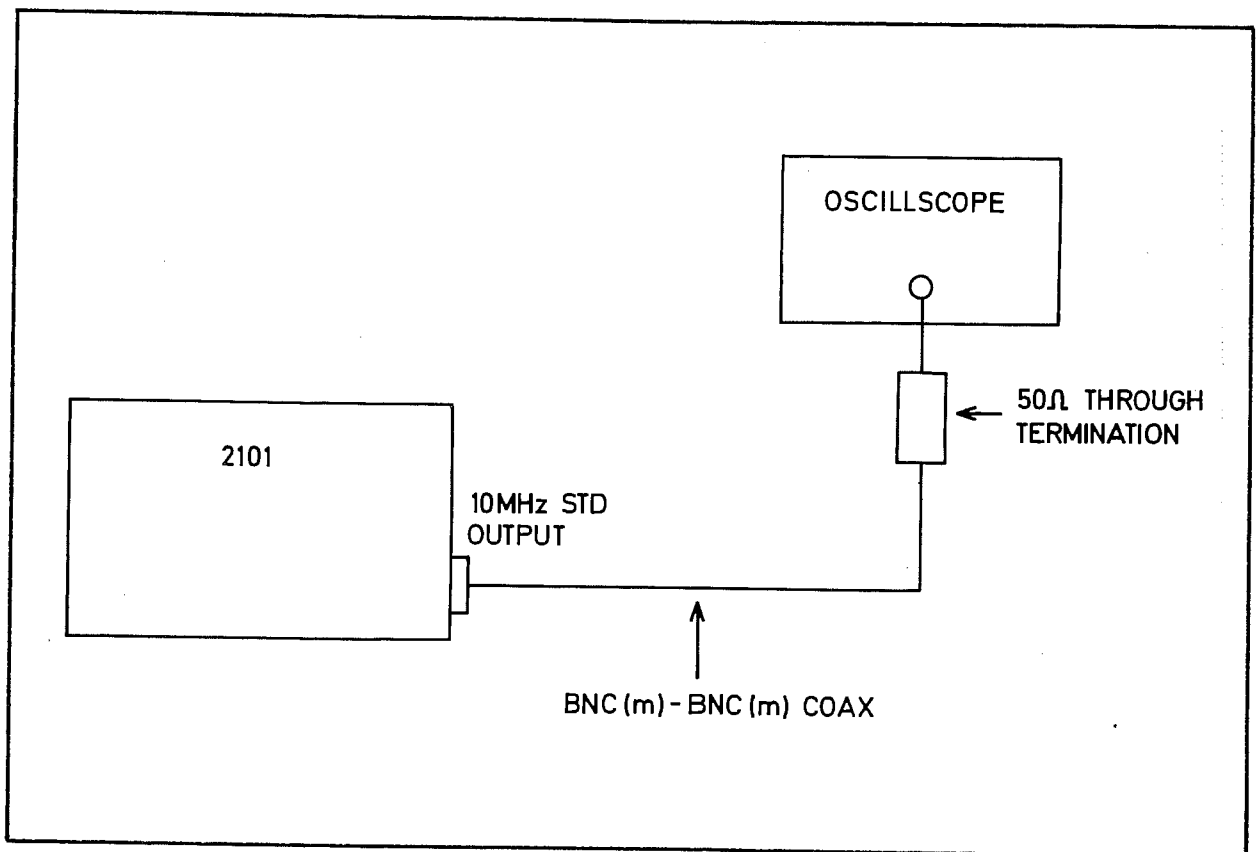 OSCILLSCOPE
50Ω THROUGH
TERMINATION
2101
10MHz STD
OUTPUT
BNC (m) - BNC (m) COAX